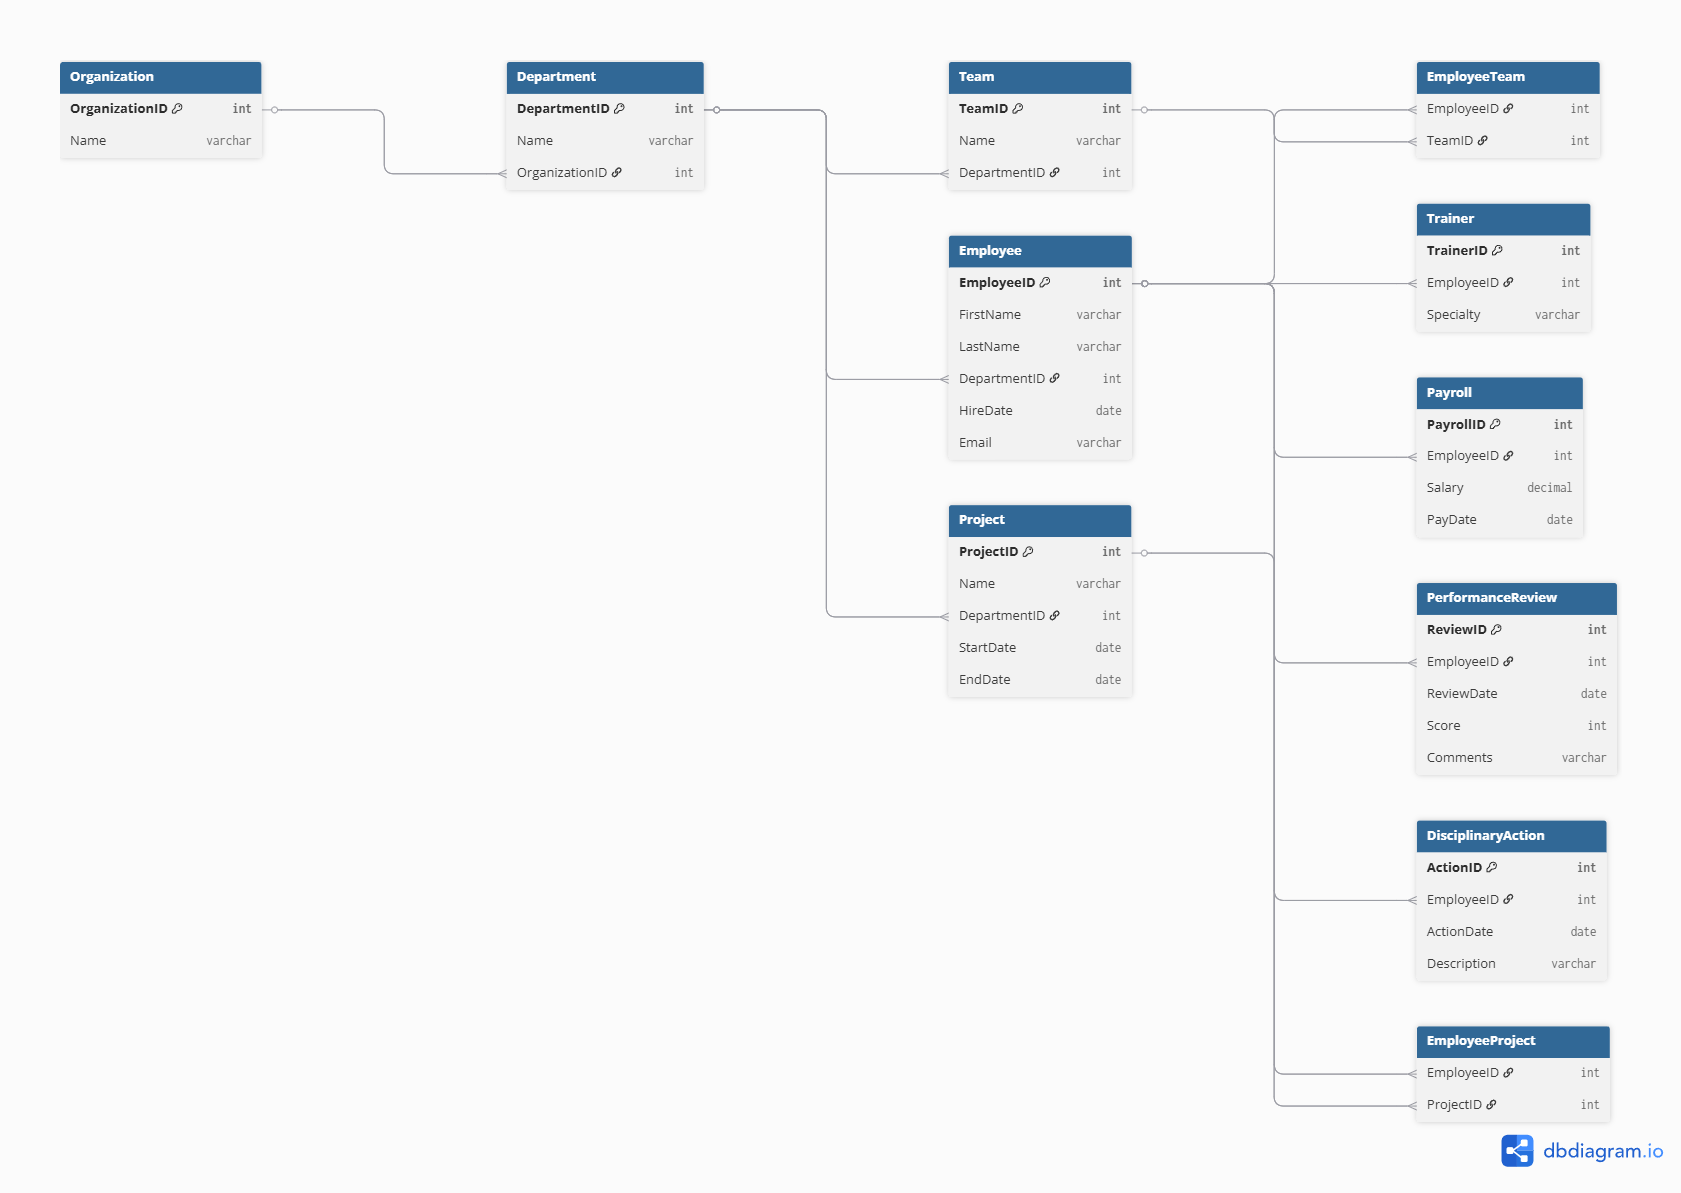 Organization
OrganizationID int
Name varchar
Department
DepartmentID int
Name varchar
OrganizationID int
Team
TeamID int
Name varchar
DepartmentID int
Employee
EmployeeID int
FirstName varchar
LastName varchar
DepartmentID int
HireDate date
Email varchar
Project
ProjectID int
Name varchar
DepartmentID int
StartDate date
EndDate date
EmployeeTeam
EmployeeID int
TeamID int
Trainer
TrainerID int
EmployeeID int
Specialty varchar
Payroll
PayrollID int
EmployeeID int
Salary decimal
PayDate date
PerformanceReview
ReviewID int
EmployeeID int
ReviewDate date
Score int
Comments varchar
DisciplinaryAction
ActionID int
EmployeeID int
ActionDate date
Description varchar
EmployeeProject
EmployeeID int
ProjectID int
dbdiagram.io